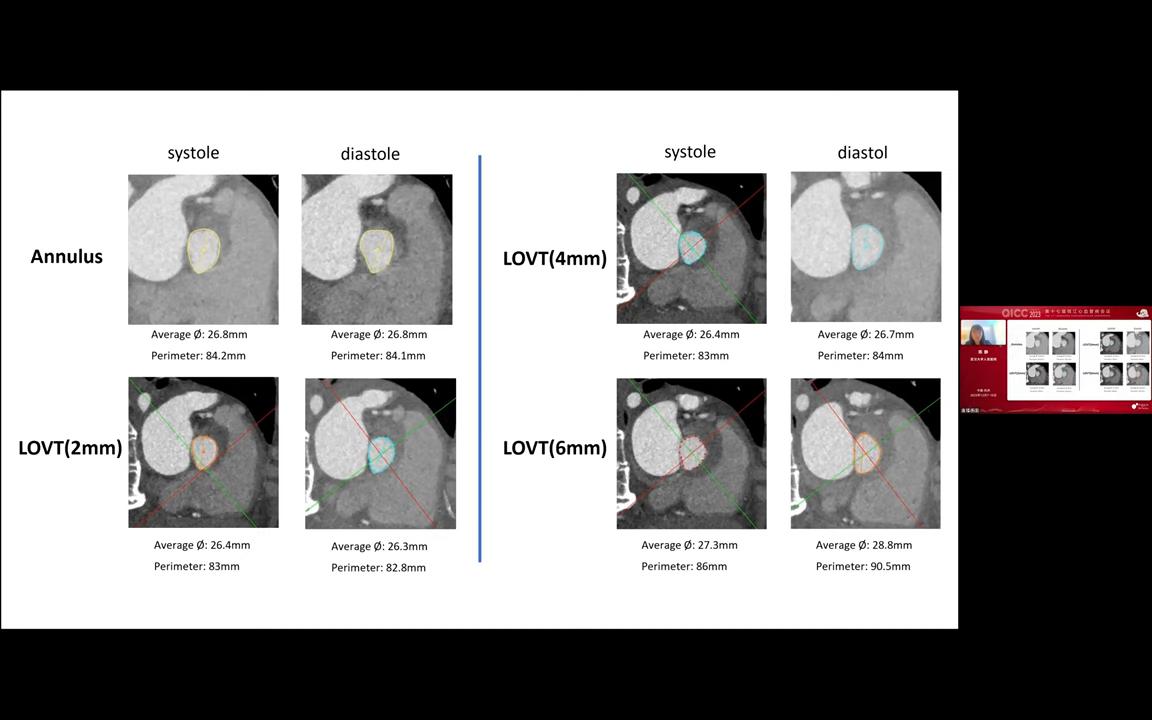 systole
diastole
Annulus
Average Ø: 26.8mm
Perimeter: 84.2mm
Average Ø: 26.8mm
Perimeter: 84.1mm
LOVT(2mm)
Average Ø: 26.4mm
Perimeter: 83mm
Average Ø: 26.3mm
Perimeter: 82.8mm
systole
diastol
LOVT(4mm)
Average Ø: 26.4mm
Perimeter: 83mm
Average Ø: 26.7mm
Perimeter: 84mm
LOVT(6mm)
Average Ø: 27.3mm
Perimeter: 86mm
Average Ø: 28.8mm
Perimeter: 90.5mm
QICC 2023